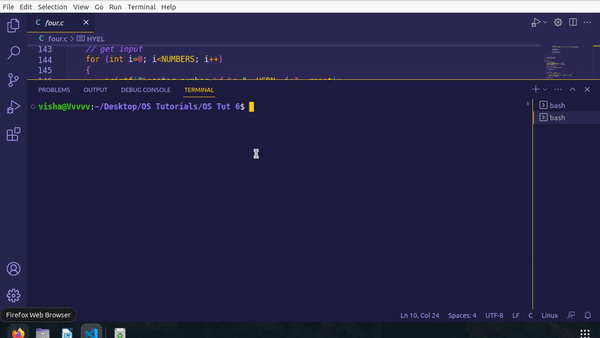 File Edit Selection View Go Run Terminal Help
C four.c ×
C four.c > HYEL
143 // get input
144 for (int i=0; i<NUMBERS; i++)
145 {
PROBLEMS OUTPUT DEBUG CONSOLE TERMINAL
visha@Vvvvv:~/Desktop/OS Tutorials/OS Tut 6$
bash
bash
Firefox Web Browser
Ln 10, Col 24 Spaces: 4 UTF-8 LF C Linux